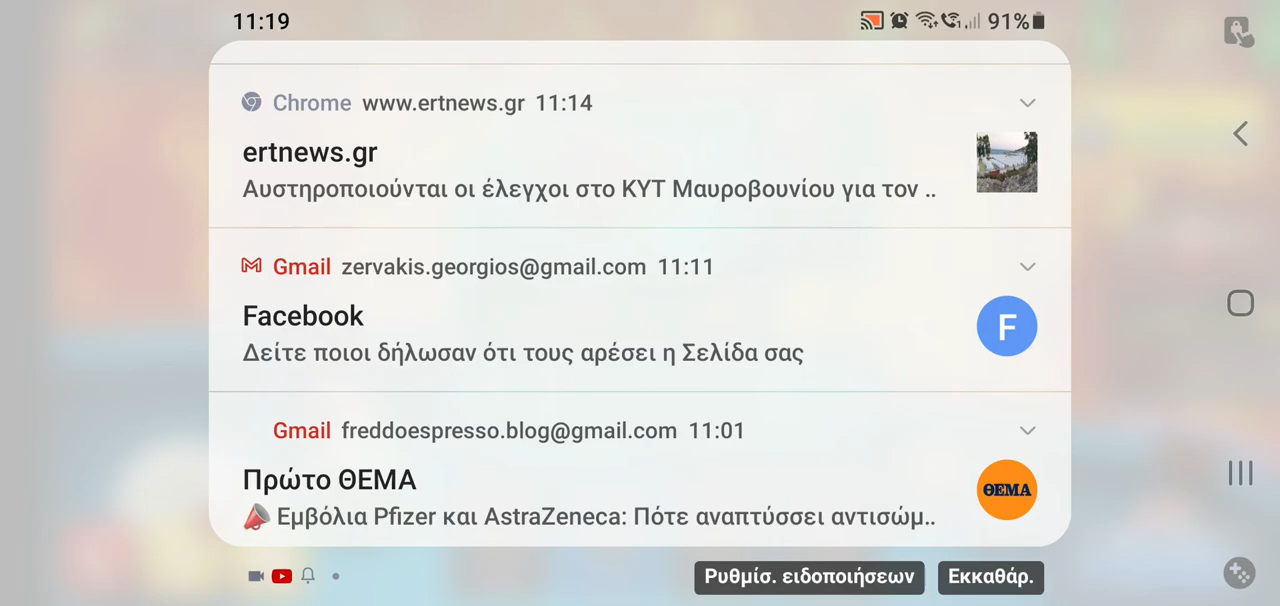 11:19
91%
Chrome www.ertnews.gr 11:14
ertnews.gr
Αυστηροποιούνται οι έλεγχοι στο ΚΥΤ Μαυροβουνίου για τον ..
Gmail zervakis.georgios@gmail.com 11:11
Facebook
F
Δείτε ποιοι δήλωσαν ότι τους αρέσει η Σελίδα σας
Gmail freddoespresso.blog@gmail.com 11:01
Πρώτο ΘΕΜΑ
ΘΕΜΑ
Εμβόλια Pfizer και AstraZeneca: Πότε αναπτύσσει αντισώμ..
Ρυθμίσ. ειδοποιήσεων Εκκαθάρ.